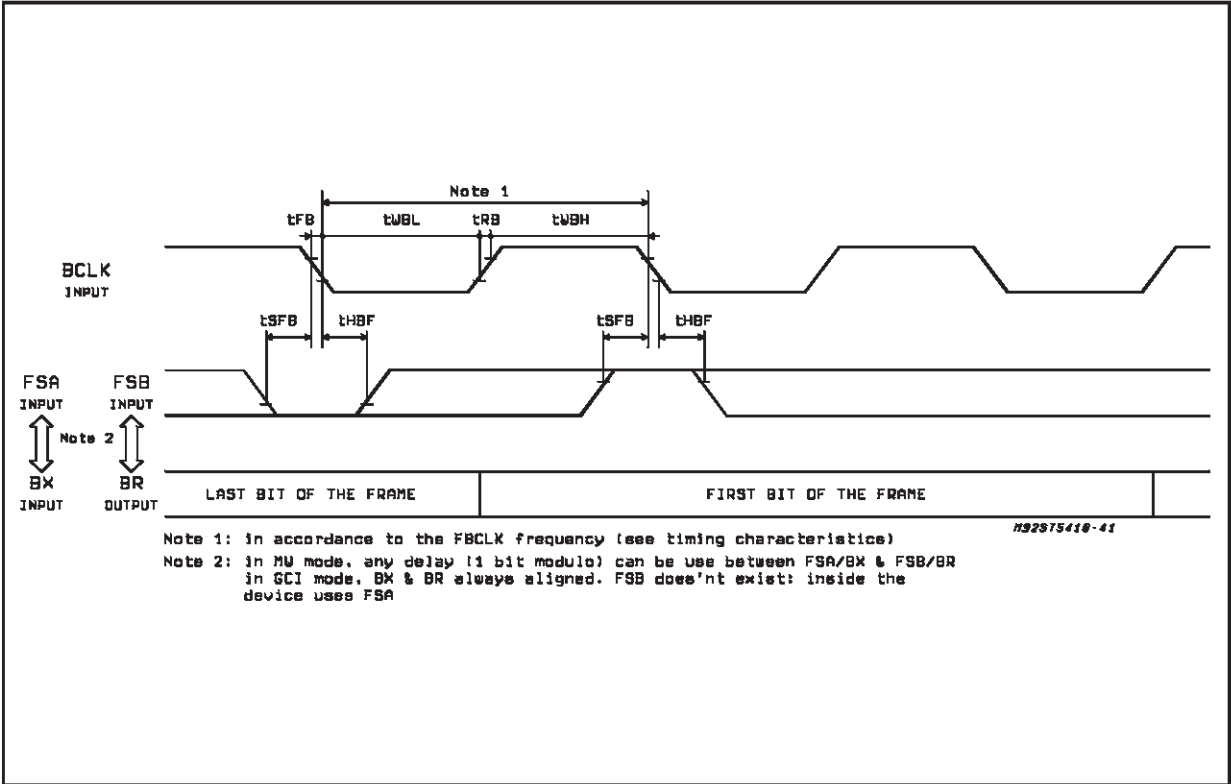 Note 1
tFB tWBL tRB tWBH
BCLK
INPUT
tSFB tHBF tSFB tHBF
FSA FSB
INPUT INPUT
Note 2
BX BR
INPUT OUTPUT
LAST BIT OF THE FRAME FIRST BIT OF THE FRAME
M92ST5410-41
Note 1: in accordance to the FBCLK frequency (see timing characteristics)
Note 2: in MW mode, any delay (1 bit modulo) can be use between FSA/BX & FSB/BR
in GCI mode, BX & BR always aligned. FSB does'nt exist: inside the
device uses FSA